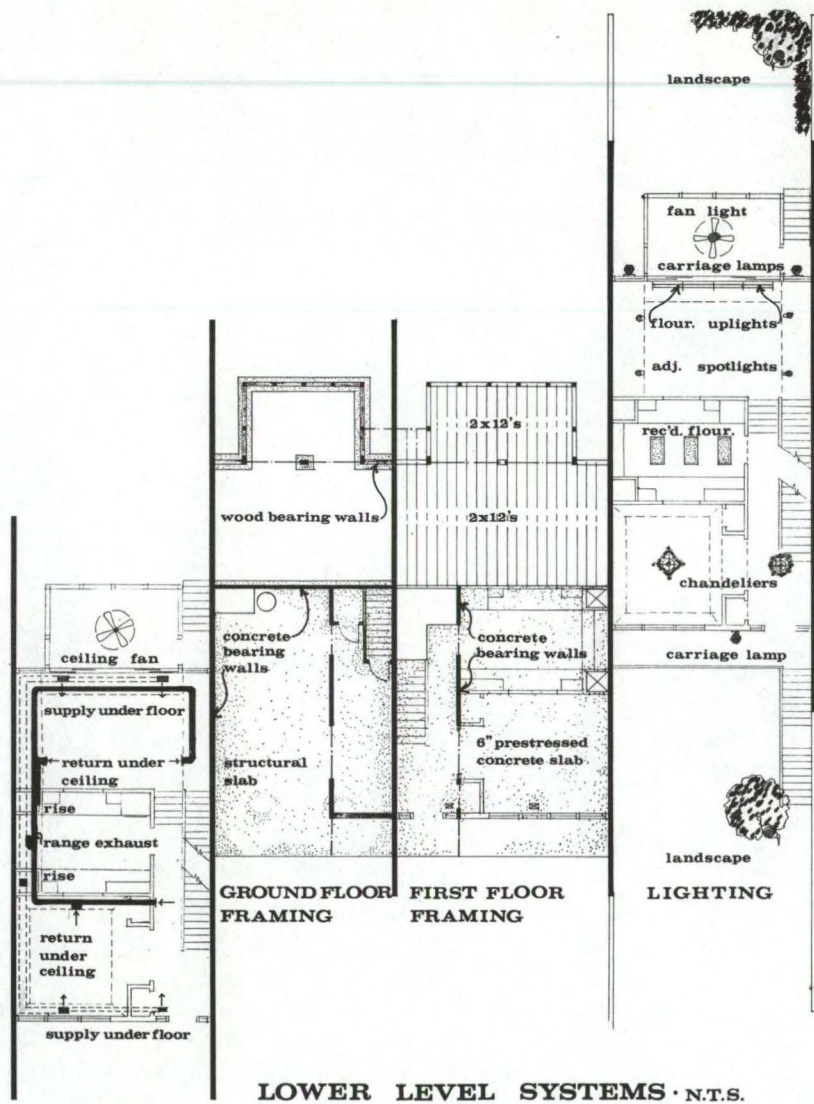 ceiling fan
supply under floor
return under
ceiling
rise
range exhaust
rise
return
under
ceiling
supply under floor
wood bearing walls
concrete
bearing
walls
structural
slab
GROUND FLOOR
FRAMING
2x12's
2x12's
concrete
bearing walls
6" prestressed
concrete slab
FIRST FLOOR
FRAMING
landscape
fan light
carriage lamps
flour. uplights
adj. spotlights
rec'd. flour.
chandeliers
carriage lamp
landscape
LIGHTING
LOWER LEVEL SYSTEMS · N.T.S.